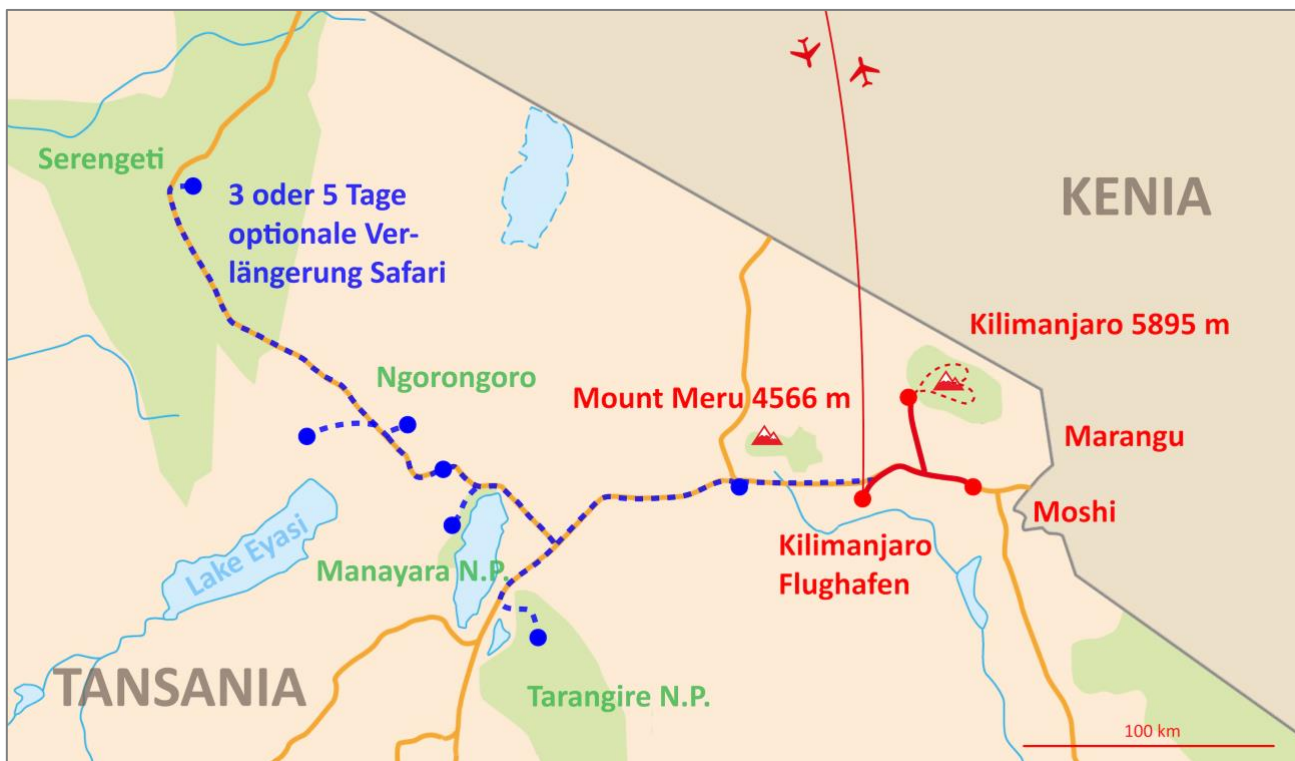 Serengeti
3 oder 5 Tage
optionale Ver-
längerung Safari
KENIA
Kilimanjaro 5895 m
Ngorongoro
Mount Meru 4566 m
Marangu
Moshi
Kilimanjaro
Flughafen
Lake Eyasi
Manayara N.P.
TANSANIA
Tarangire N.P.
100 km